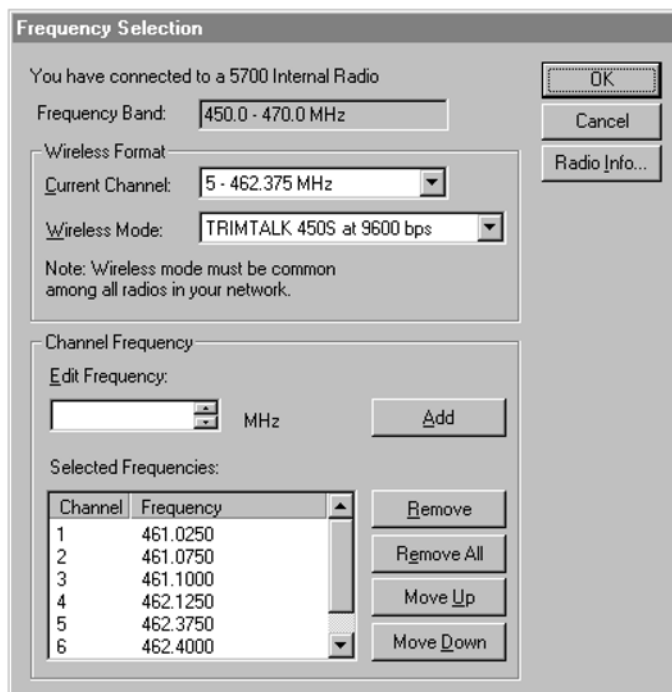 Frequency Selection
You have connected to a 5700 Internal Radio
OK
Frequency Band: 450.0 - 470.0 MHz
Cancel
Wireless Format
Radio Info...
Current Channel: 5 - 462.375 MHz
Wireless Mode: TRIMTALK 450S at 9600 bps
Note: Wireless mode must be common
among all radios in your network.
Channel Frequency
Edit Frequency:
MHz
Add
Selected Frequencies:
Channel Frequency
1 461.0250
2 461.0750
3 461.1000
4 462.1250
5 462.3750
6 462.4000
Remove
Remove All
Move Up
Move Down